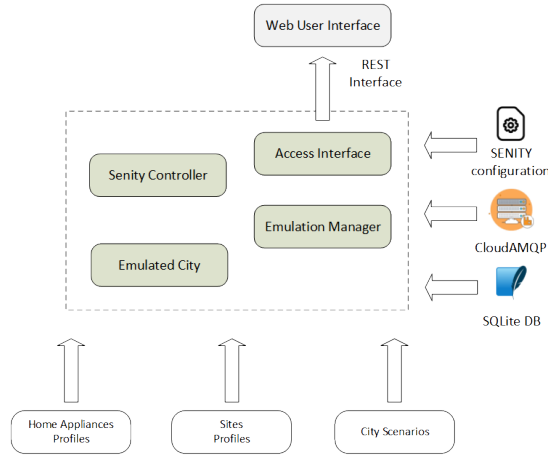 Web User Interface
REST
Interface
Access Interface
Senity Controller
Emulation Manager
Emulated City
SENITY
configuration
CloudAMQP
SQLite DB
Home Appliances
Profiles
Sites
Profiles
City Scenarios